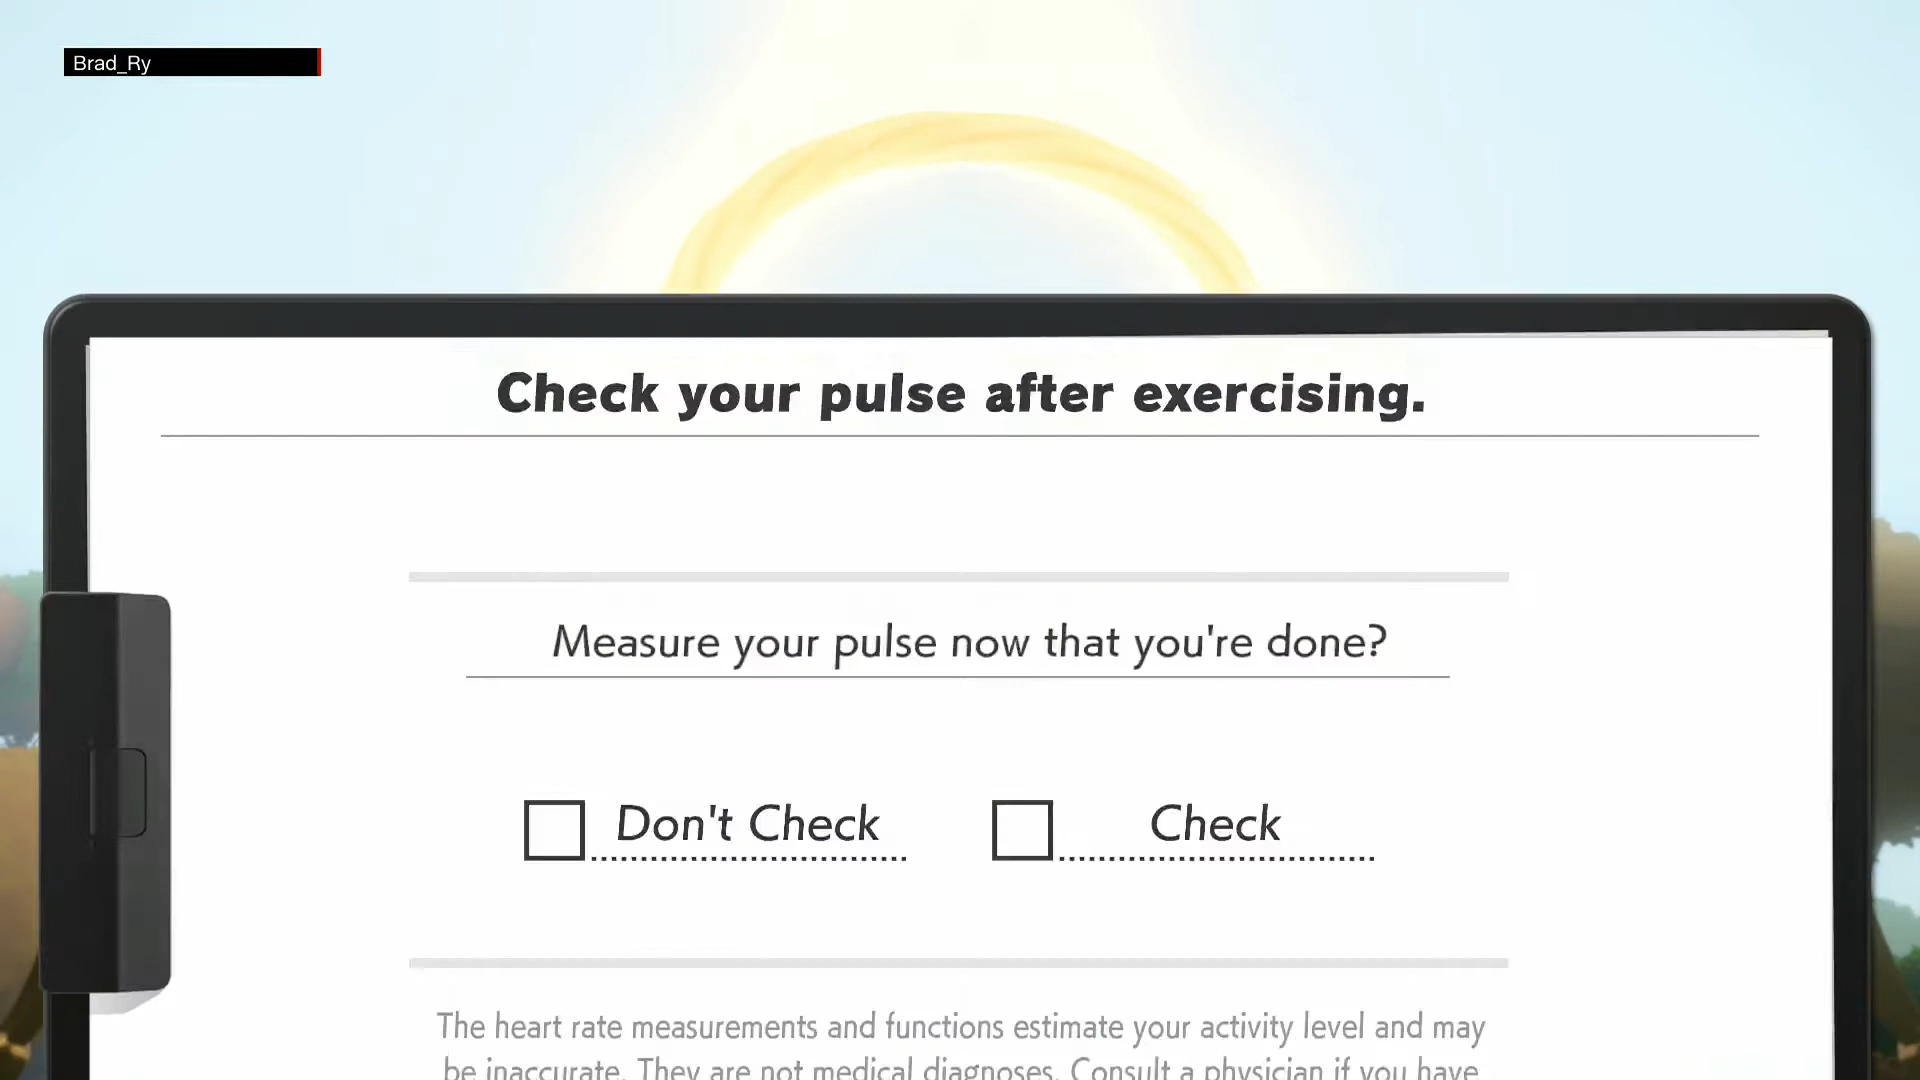 Brad_Ry
Check your pulse after exercising.
Measure your pulse now that you're done?
Don't Check
Check
The heart rate measurements and functions estimate your activity level and may
be inaccurate. They are not medical diagnoses. Consult a physician if you have